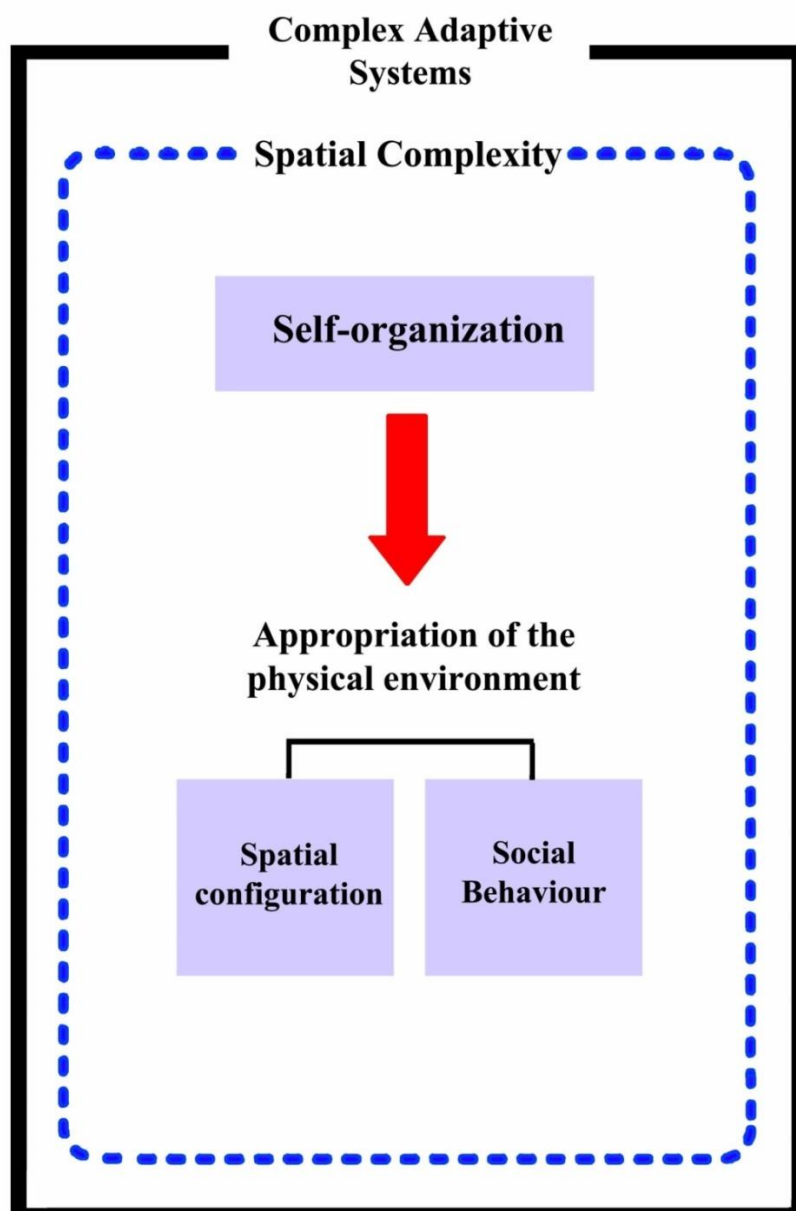 Complex Adaptive
Systems
Spatial Complexity
Self-organization
Appropriation of the
physical environment
Spatial
configuration
Social
Behaviour